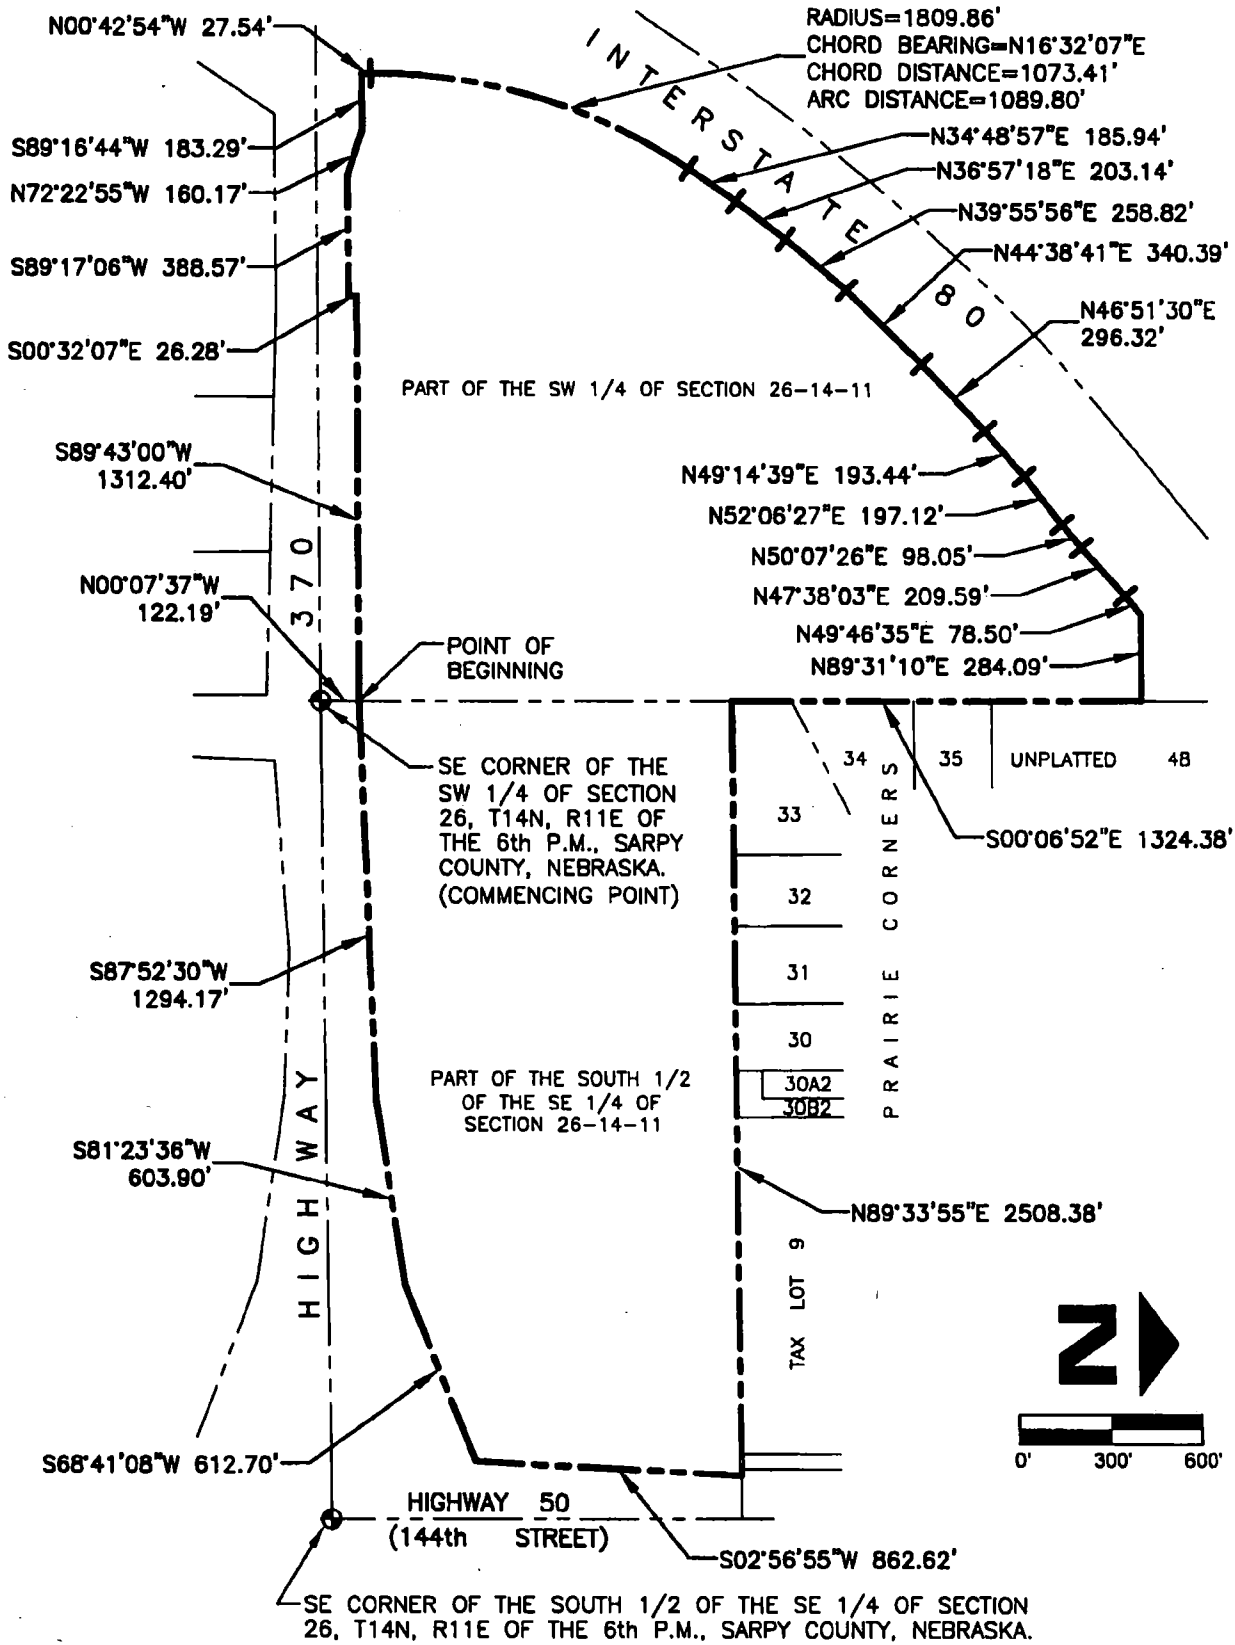 N00°42'54"W 27.54'
RADIUS=1809.86'
CHORD BEARING=N16°32'07"E
CHORD DISTANCE=1073.41'
ARC DISTANCE=1089.80'
INTERSTATE 80
S89°16'44"W 183.29'
N72°22'55"W 160.17'
S89°17'06"W 388.57'
S00°32'07"E 26.28'
N34°48'57"E 185.94'
N36°57'18"E 203.14'
N39°55'56"E 258.82'
N44°38'41"E 340.39'
N46°51'30"E
296.32'
PART OF THE SW 1/4 OF SECTION 26-14-11
S89°43'00"W
1312.40'
N49°14'39"E 193.44'
N52°06'27"E 197.12'
N50°07'26"E 98.05'
N47°38'03"E 209.59'
N49°46'35"E 78.50'
N89°31'10"E 284.09'
N00°07'37"W
122.19'
POINT OF
BEGINNING
HIGHWAY 370
SE CORNER OF THE
SW 1/4 OF SECTION
26, T14N, R11E OF
THE 6th P.M., SARPY
COUNTY, NEBRASKA.
(COMMENCING POINT)
34
35
UNPLATTED
4B
33
32
31
30
30A2
30B2
PRAIRIE CORNERS
S00°06'52"E 1324.38'
S87°52'30"W
1294.17'
PART OF THE SOUTH 1/2
OF THE SE 1/4 OF
SECTION 26-14-11
S81°23'36"W
603.90'
N89°33'55"E 2508.38'
TAX LOT 9
N
0' 300' 600'
S68°41'08"W 612.70'
HIGHWAY 50
(144th STREET)
S02°56'55"W 862.62'
SE CORNER OF THE SOUTH 1/2 OF THE SE 1/4 OF SECTION
26, T14N, R11E OF THE 6th P.M., SARPY COUNTY, NEBRASKA.